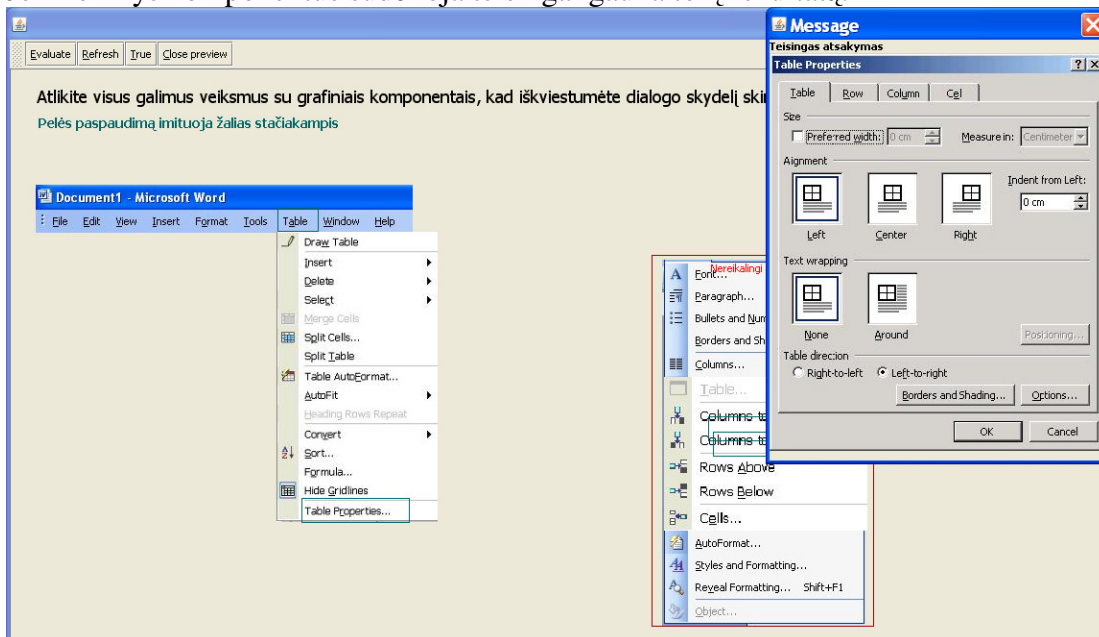 Evaluate Refresh True Close preview
Atlikite visus galimus veiksmus su grafiniais komponentais, kad iškviestumėte dialogo skydelį
Pelės paspaudimą imituoja žalias stačiakampis
Document1 - Microsoft Word
File Edit View Insert Format Tools Table Window Help
Draw Table
Insert
Delete
Select
Merge Cells
Split Cells...
Split Table
Table AutoFormat...
AutoFit
Heading Rows Repeat
Convert
Sort...
Formula...
Hide Gridlines
Table Properties...
Nereikalingi
Font...
Paragraph...
Bullets and
Borders and
Columns...
Table...
Columns
Columns
Rows Above
Rows Below
Cells...
AutoFormat...
Styles and Formatting...
Reveal Formatting... Shift+F1
Object...
Message
Teisingas atsakymas
Table Properties
Table Row Column Cell
Size
Preferred width: 0 cm Measure in: Centimeter
Alignment
Indent from Left:
0 cm
Left Center Right
Text wrapping
None Around Positioning...
Table direction
Right-to-left Left-to-right
Borders and Shading... Options...
OK Cancel